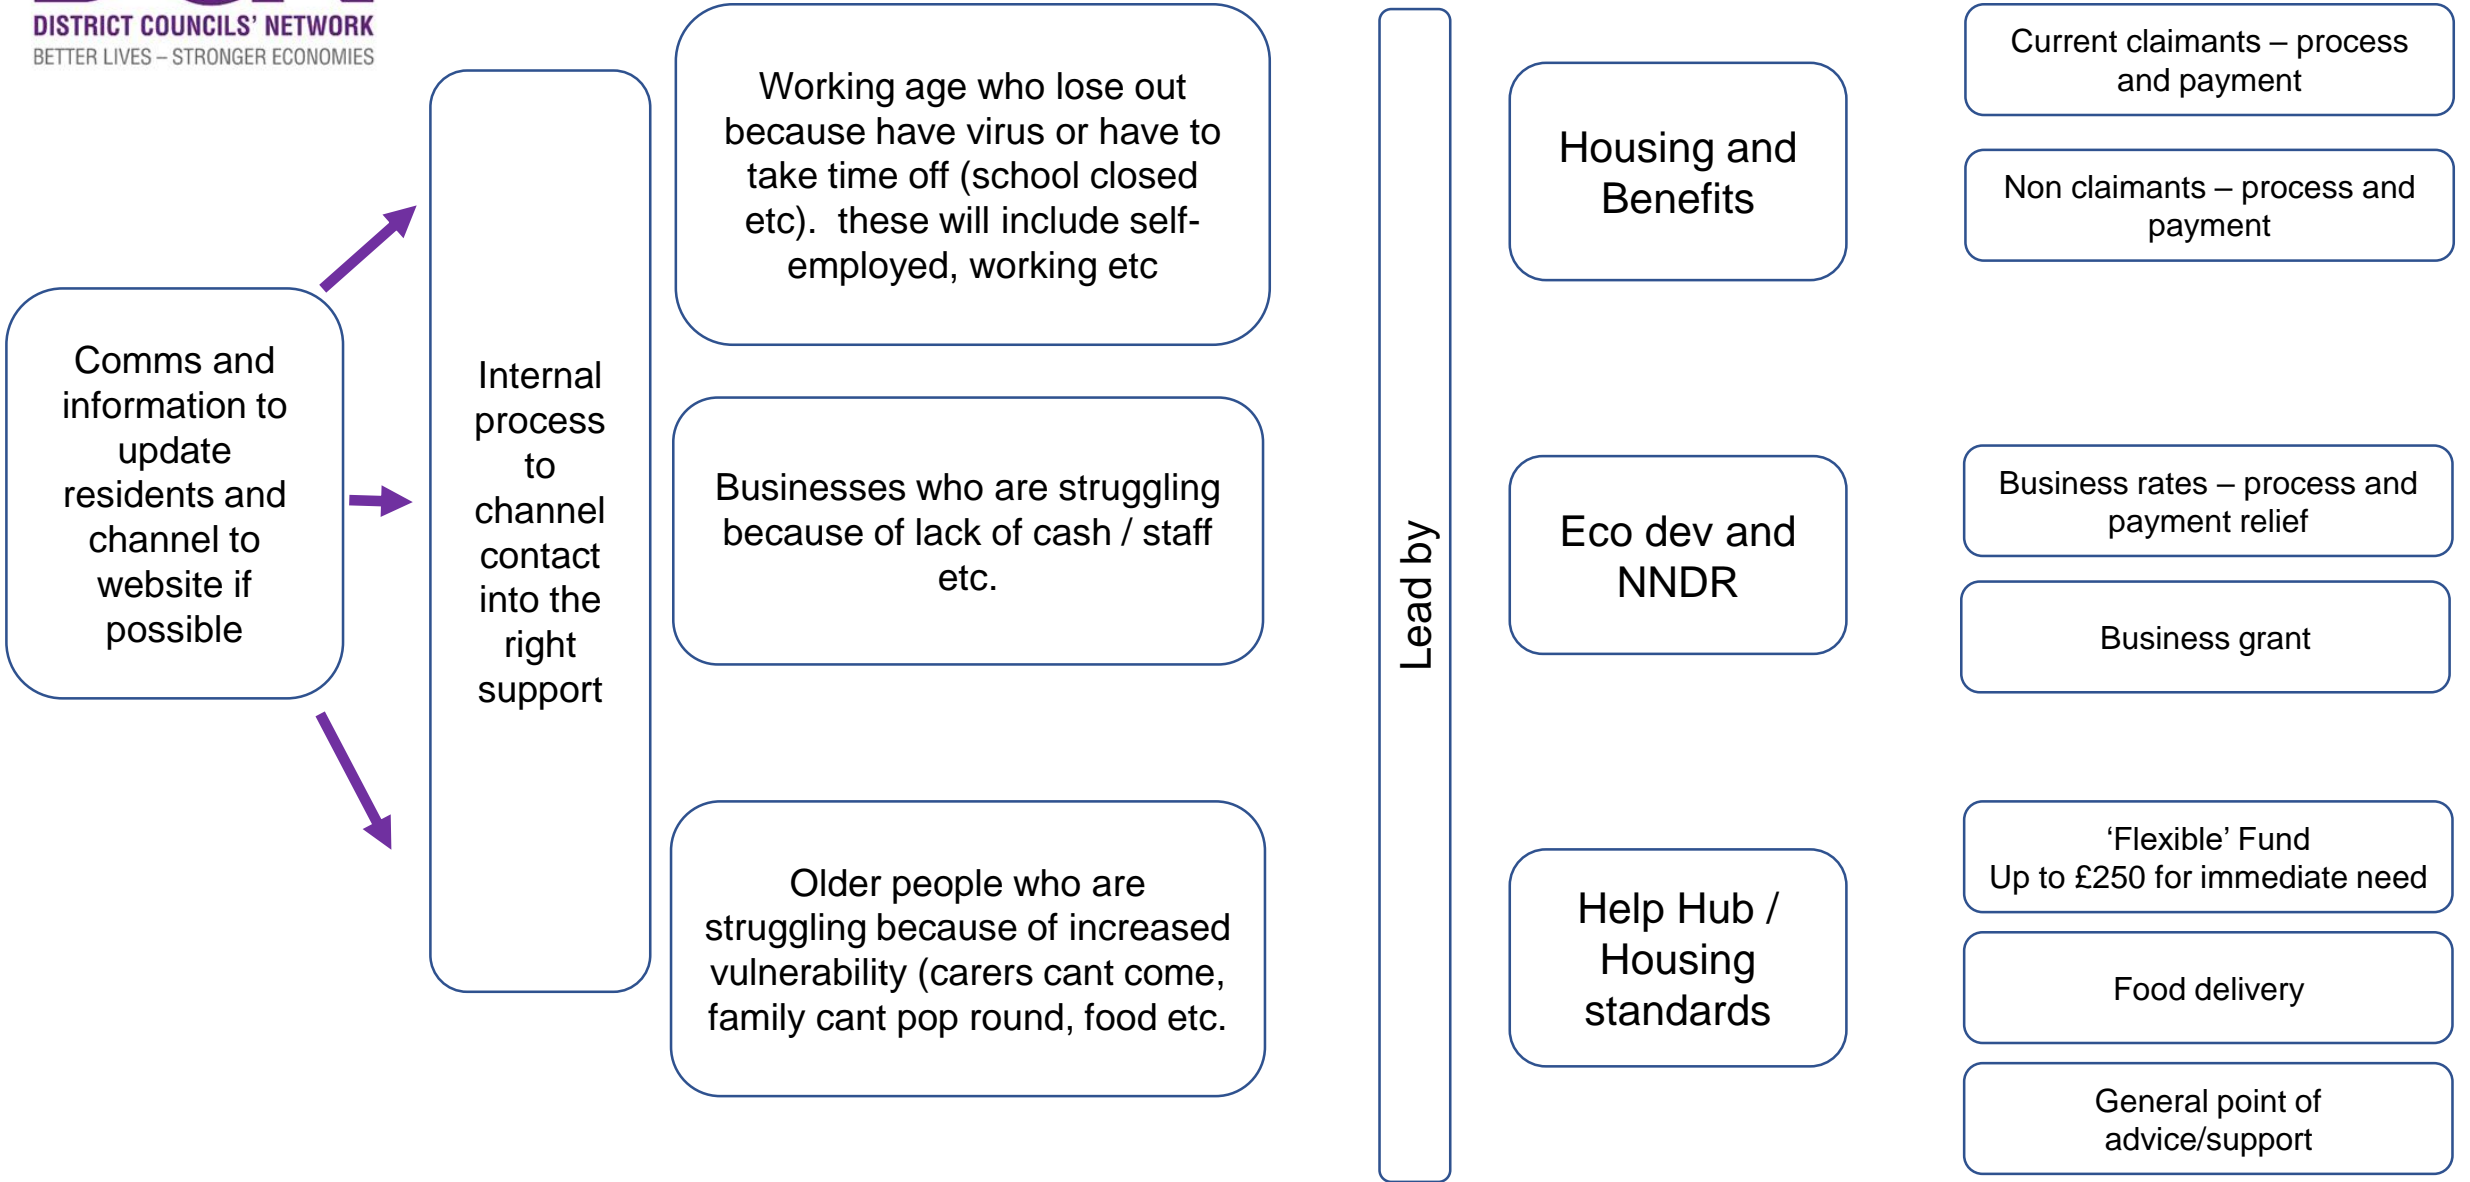 DISTRICT COUNCILS' NETWORK
BETTER LIVES – STRONGER ECONOMIES
Comms and
information to
update
residents and
channel to
website if
possible
Internal
process
to
channel
contact
into the
right
support
Working age who lose out
because have virus or have to
take time off (school closed
etc).  these will include self-
employed, working etc
Businesses who are struggling
because of lack of cash / staff
etc.
Older people who are
struggling because of increased
vulnerability (carers cant come,
family cant pop round, food etc.
Lead by
Housing and
Benefits
Eco dev and
NNDR
Help Hub /
Housing
standards
Current claimants – process
and payment
Non claimants – process and
payment
Business rates – process and
payment relief
Business grant
‘Flexible’ Fund
Up to £250 for immediate need
Food delivery
General point of
advice/support